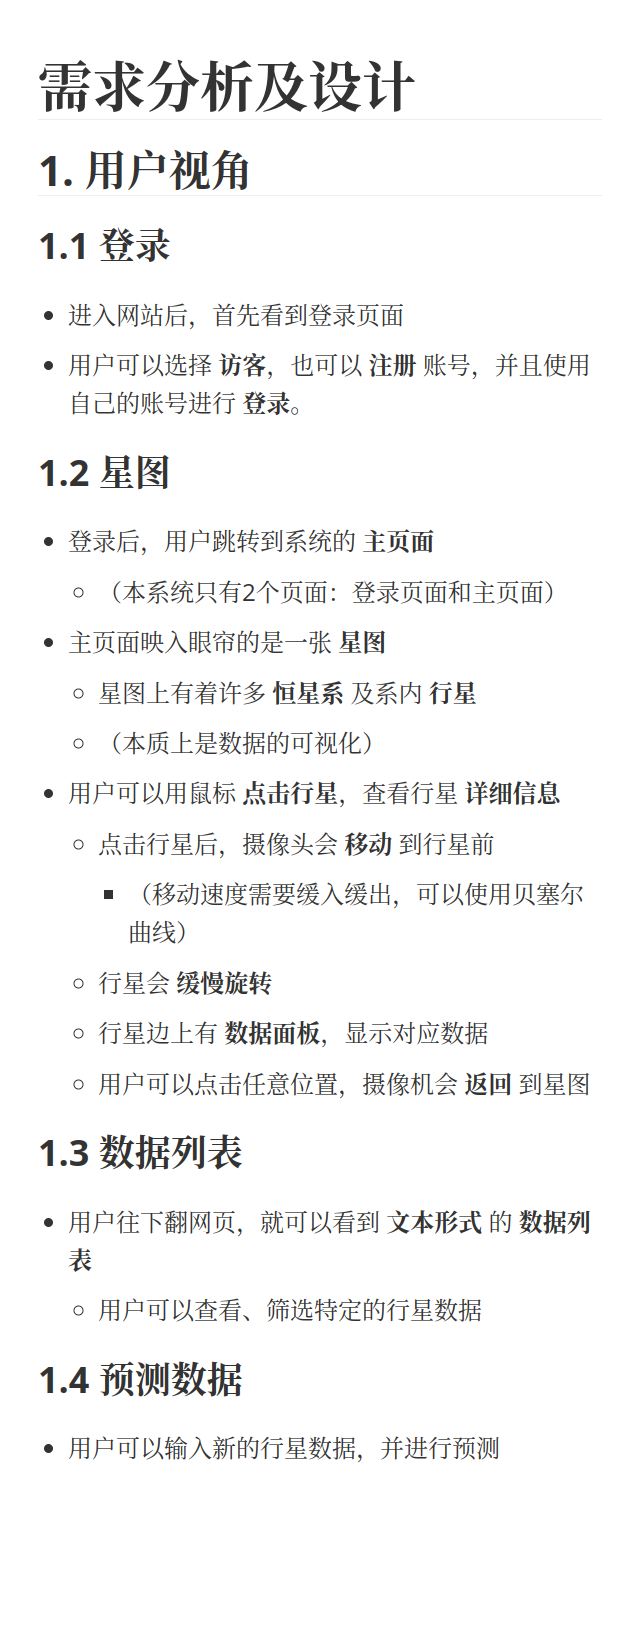 需求分析及设计
1. 用户视角
1.1 登录
进入网站后，首先看到登录页面
用户可以选择 访客，也可以 注册 账号，并且使用
自己的账号进行 登录。
1.2 星图
登录后，用户跳转到系统的 主页面
（本系统只有2个页面：登录页面和主页面）
主页面映入眼帘的是一张 星图
星图上有着许多 恒星系 及系内 行星
（本质上是数据的可视化）
用户可以用鼠标 点击行星，查看行星 详细信息
点击行星后，摄像头会 移动 到行星前
（移动速度需要缓入缓出，可以使用贝塞尔
曲线）
行星会 缓慢旋转
行星边上有 数据面板，显示对应数据
用户可以点击任意位置，摄像机会 返回 到星图
1.3 数据列表
用户往下翻网页，就可以看到 文本形式 的 数据列
表
用户可以查看、筛选特定的行星数据
1.4 预测数据
用户可以输入新的行星数据，并进行预测